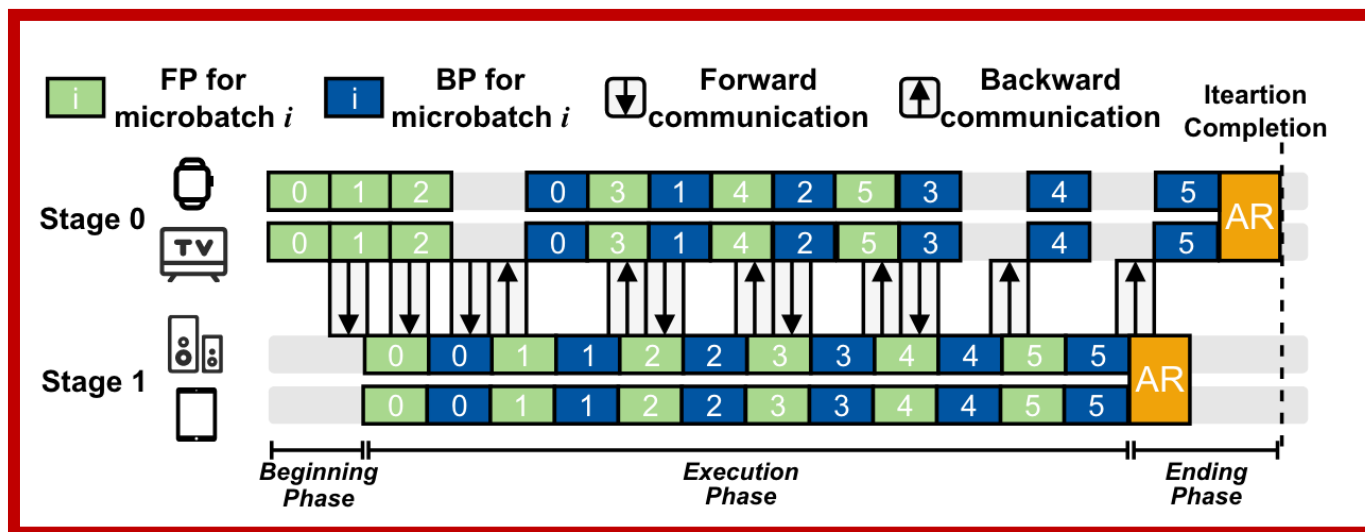 i FP for microbatch i
i BP for microbatch i
Forward communication
Backward communication
Iteartion Completion
Stage 0
0 1 2 0 3 1 4 2 5 3 4 5 AR
TV
0 1 2 0 3 1 4 2 5 3 4 5
Stage 1
0 0 1 1 2 2 3 3 4 4 5 5 AR
0 0 1 1 2 2 3 3 4 4 5 5
Beginning Phase
Execution Phase
Ending Phase